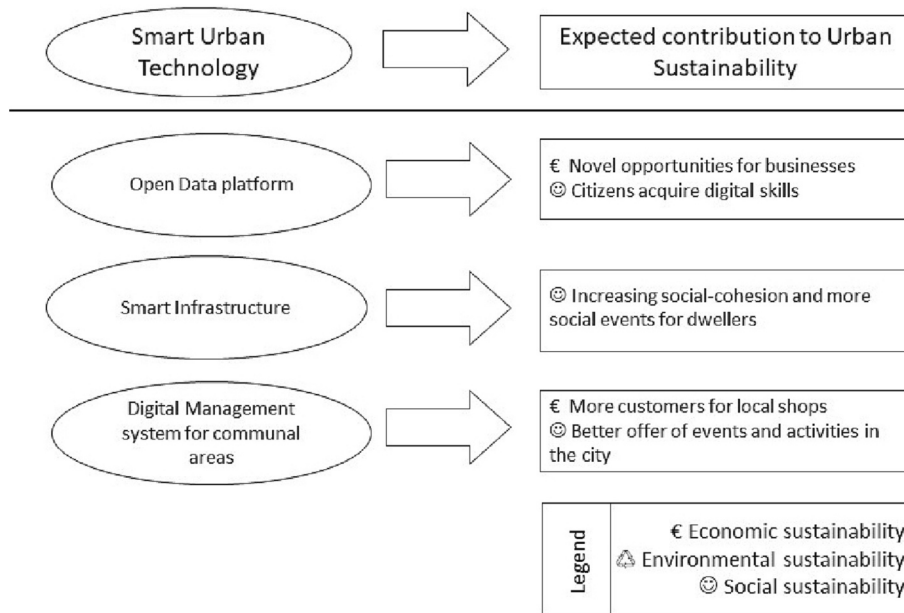 Smart Urban
Technology
Expected contribution to Urban
Sustainability
Open Data platform
€ Novel opportunities for businesses
☺ Citizens acquire digital skills
Smart Infrastructure
☺ Increasing social-cohesion and more
social events for dwellers
Digital Management
system for communal
areas
€ More customers for local shops
☺ Better offer of events and activities in
the city
Legend
€ Economic sustainability
♺ Environmental sustainability
☺ Social sustainability